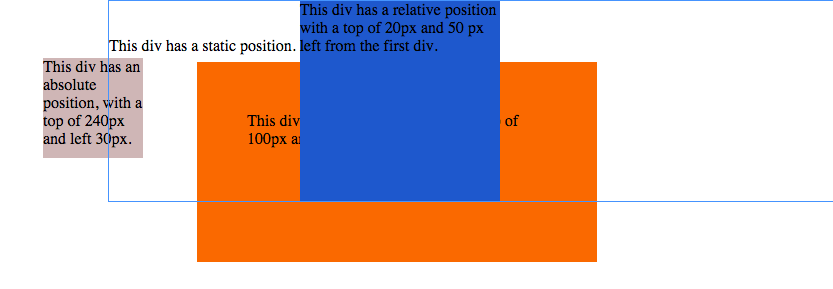 This div has a relative position
with a top of 20px and 50 px
left from the first div.
This div has a static position.
This div has an
absolute
position, with a
top of 240px
and left 30px.
This div of
100px